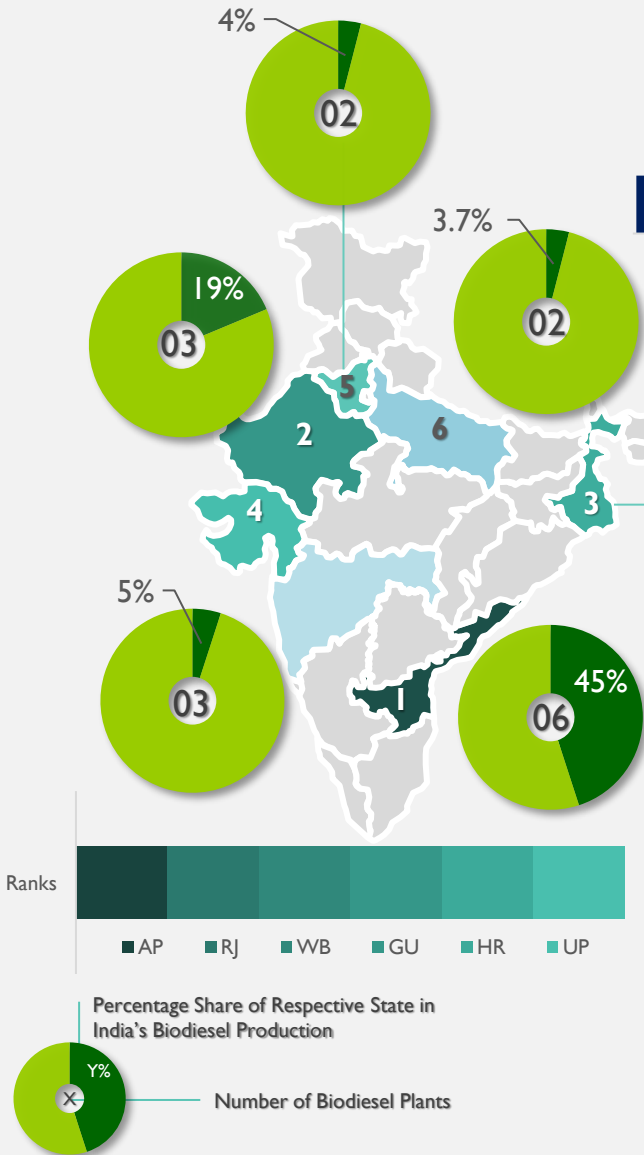 4%
02
3.7%
02
19%
03
5
2
6
4
3
5%
03
1
45%
06
Ranks
AP RJ WB GU HR UP
Percentage Share of Respective State in
India's Biodiesel Production
Y%
X
Number of Biodiesel Plants